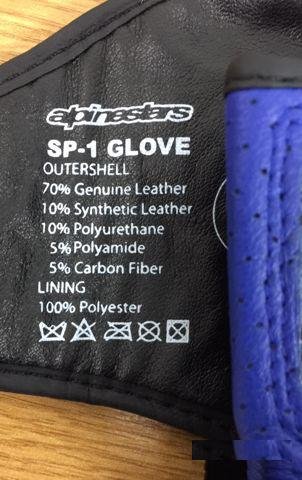 alpinestars
SP-1 GLOVE
OUTERSHELL
70% Genuine Leather
10% Synthetic Leather
10% Polyurethane
5% Polyamide
5% Carbon Fiber
LINING
100% Polyester